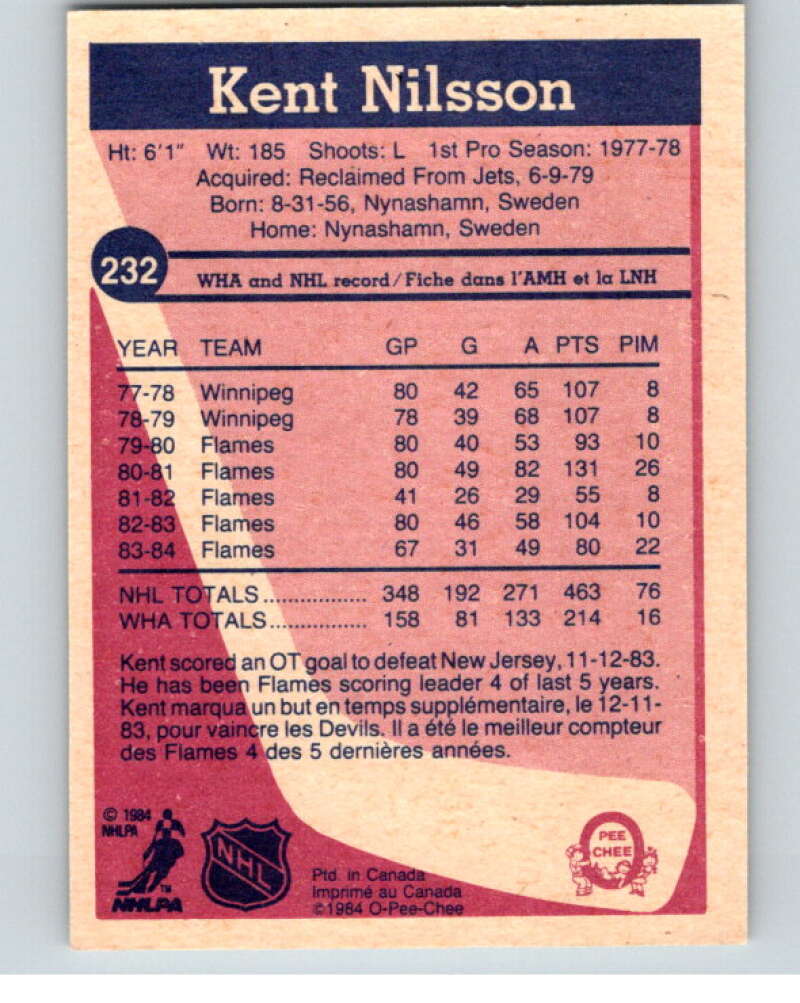 Kent Nilsson
Ht: 6'1" Wt: 185 Shoots: L 1st Pro Season: 1977-78
Acquired: Reclaimed From Jets, 6-9-79
Born: 8-31-56, Nynashamn, Sweden
Home: Nynashamn, Sweden
232
WHA and NHL record/Fiche dans l'AMH et la LNH
YEAR TEAM GP G A PTS PIM
77-78 Winnipeg 80 42 65 107 8
78-79 Winnipeg 78 39 68 107 8
79-80 Flames 80 40 53 93 10
80-81 Flames 80 49 82 131 26
81-82 Flames 41 26 29 55 8
82-83 Flames 80 46 58 104 10
83-84 Flames 67 31 49 80 22
NHL TOTALS................. 348 192 271 463 76
WHA TOTALS................ 158 81 133 214 16
Kent scored an OT goal to defeat New Jersey, 11-12-83.
He has been Flames scoring leader 4 of last 5 years.
Kent marqua un but en temps supplémentaire, le 12-11-
83, pour vaincre les Devils. Il a été le meilleur compteur
des Flames 4 des 5 dernières années.
© 1984
NHLPA
TM
NHLPA
NHL
Ptd. in Canada
Imprimé au Canada
©1984 O-Pee-Chee
PEE
CHEE